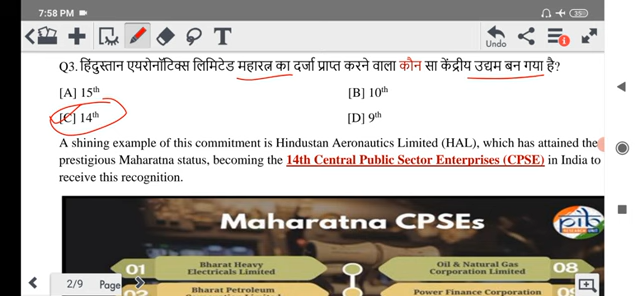 7:58 PM
35
Undo
Q3. हिंदुस्तान एयरोनॉटिक्स लिमिटेड महारत्न का दर्जा प्राप्त करने वाला कौन सा केंद्रीय उद्यम बन गया है?
[A] 15th [B] 10th
[C] 14th [D] 9th
A shining example of this commitment is Hindustan Aeronautics Limited (HAL), which has attained the
prestigious Maharatna status, becoming the 14th Central Public Sector Enterprises (CPSE) in India to
receive this recognition.
Maharatna CPSEs
pib
01 Bharat Heavy Electricals Limited
Oil & Natural Gas Corporation Limited 08
Bharat Petroleum
Power Finance Corporation
2/9 Page